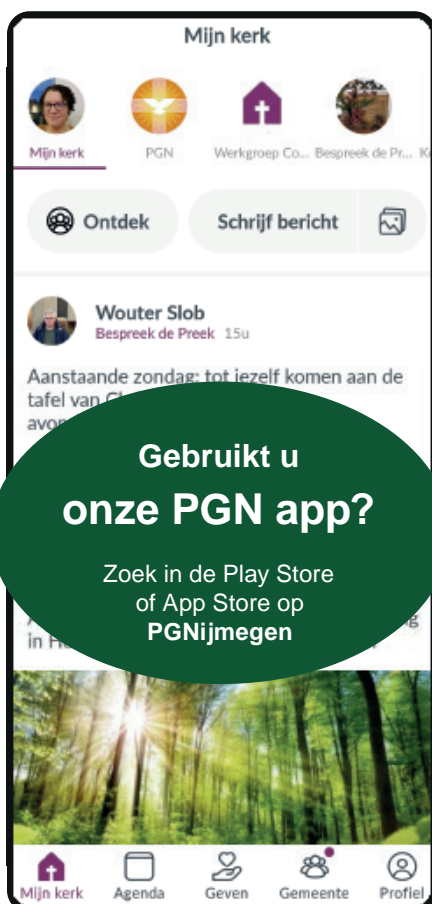 Mijn kerk
Mijn kerk
PGN
Werkgroep Co...
Bespreek de Pr...
Ontdek
Schrijf bericht
Wouter Slob
Bespreek de Preek 15u
Aanstaande zondag: tot jezelf komen aan de
tafel van
Gebruikt u
onze PGN app?
Zoek in de Play Store
of App Store op
PGNijmegen
in
Mijn kerk
Agenda
Geven
Gemeente
Profiel